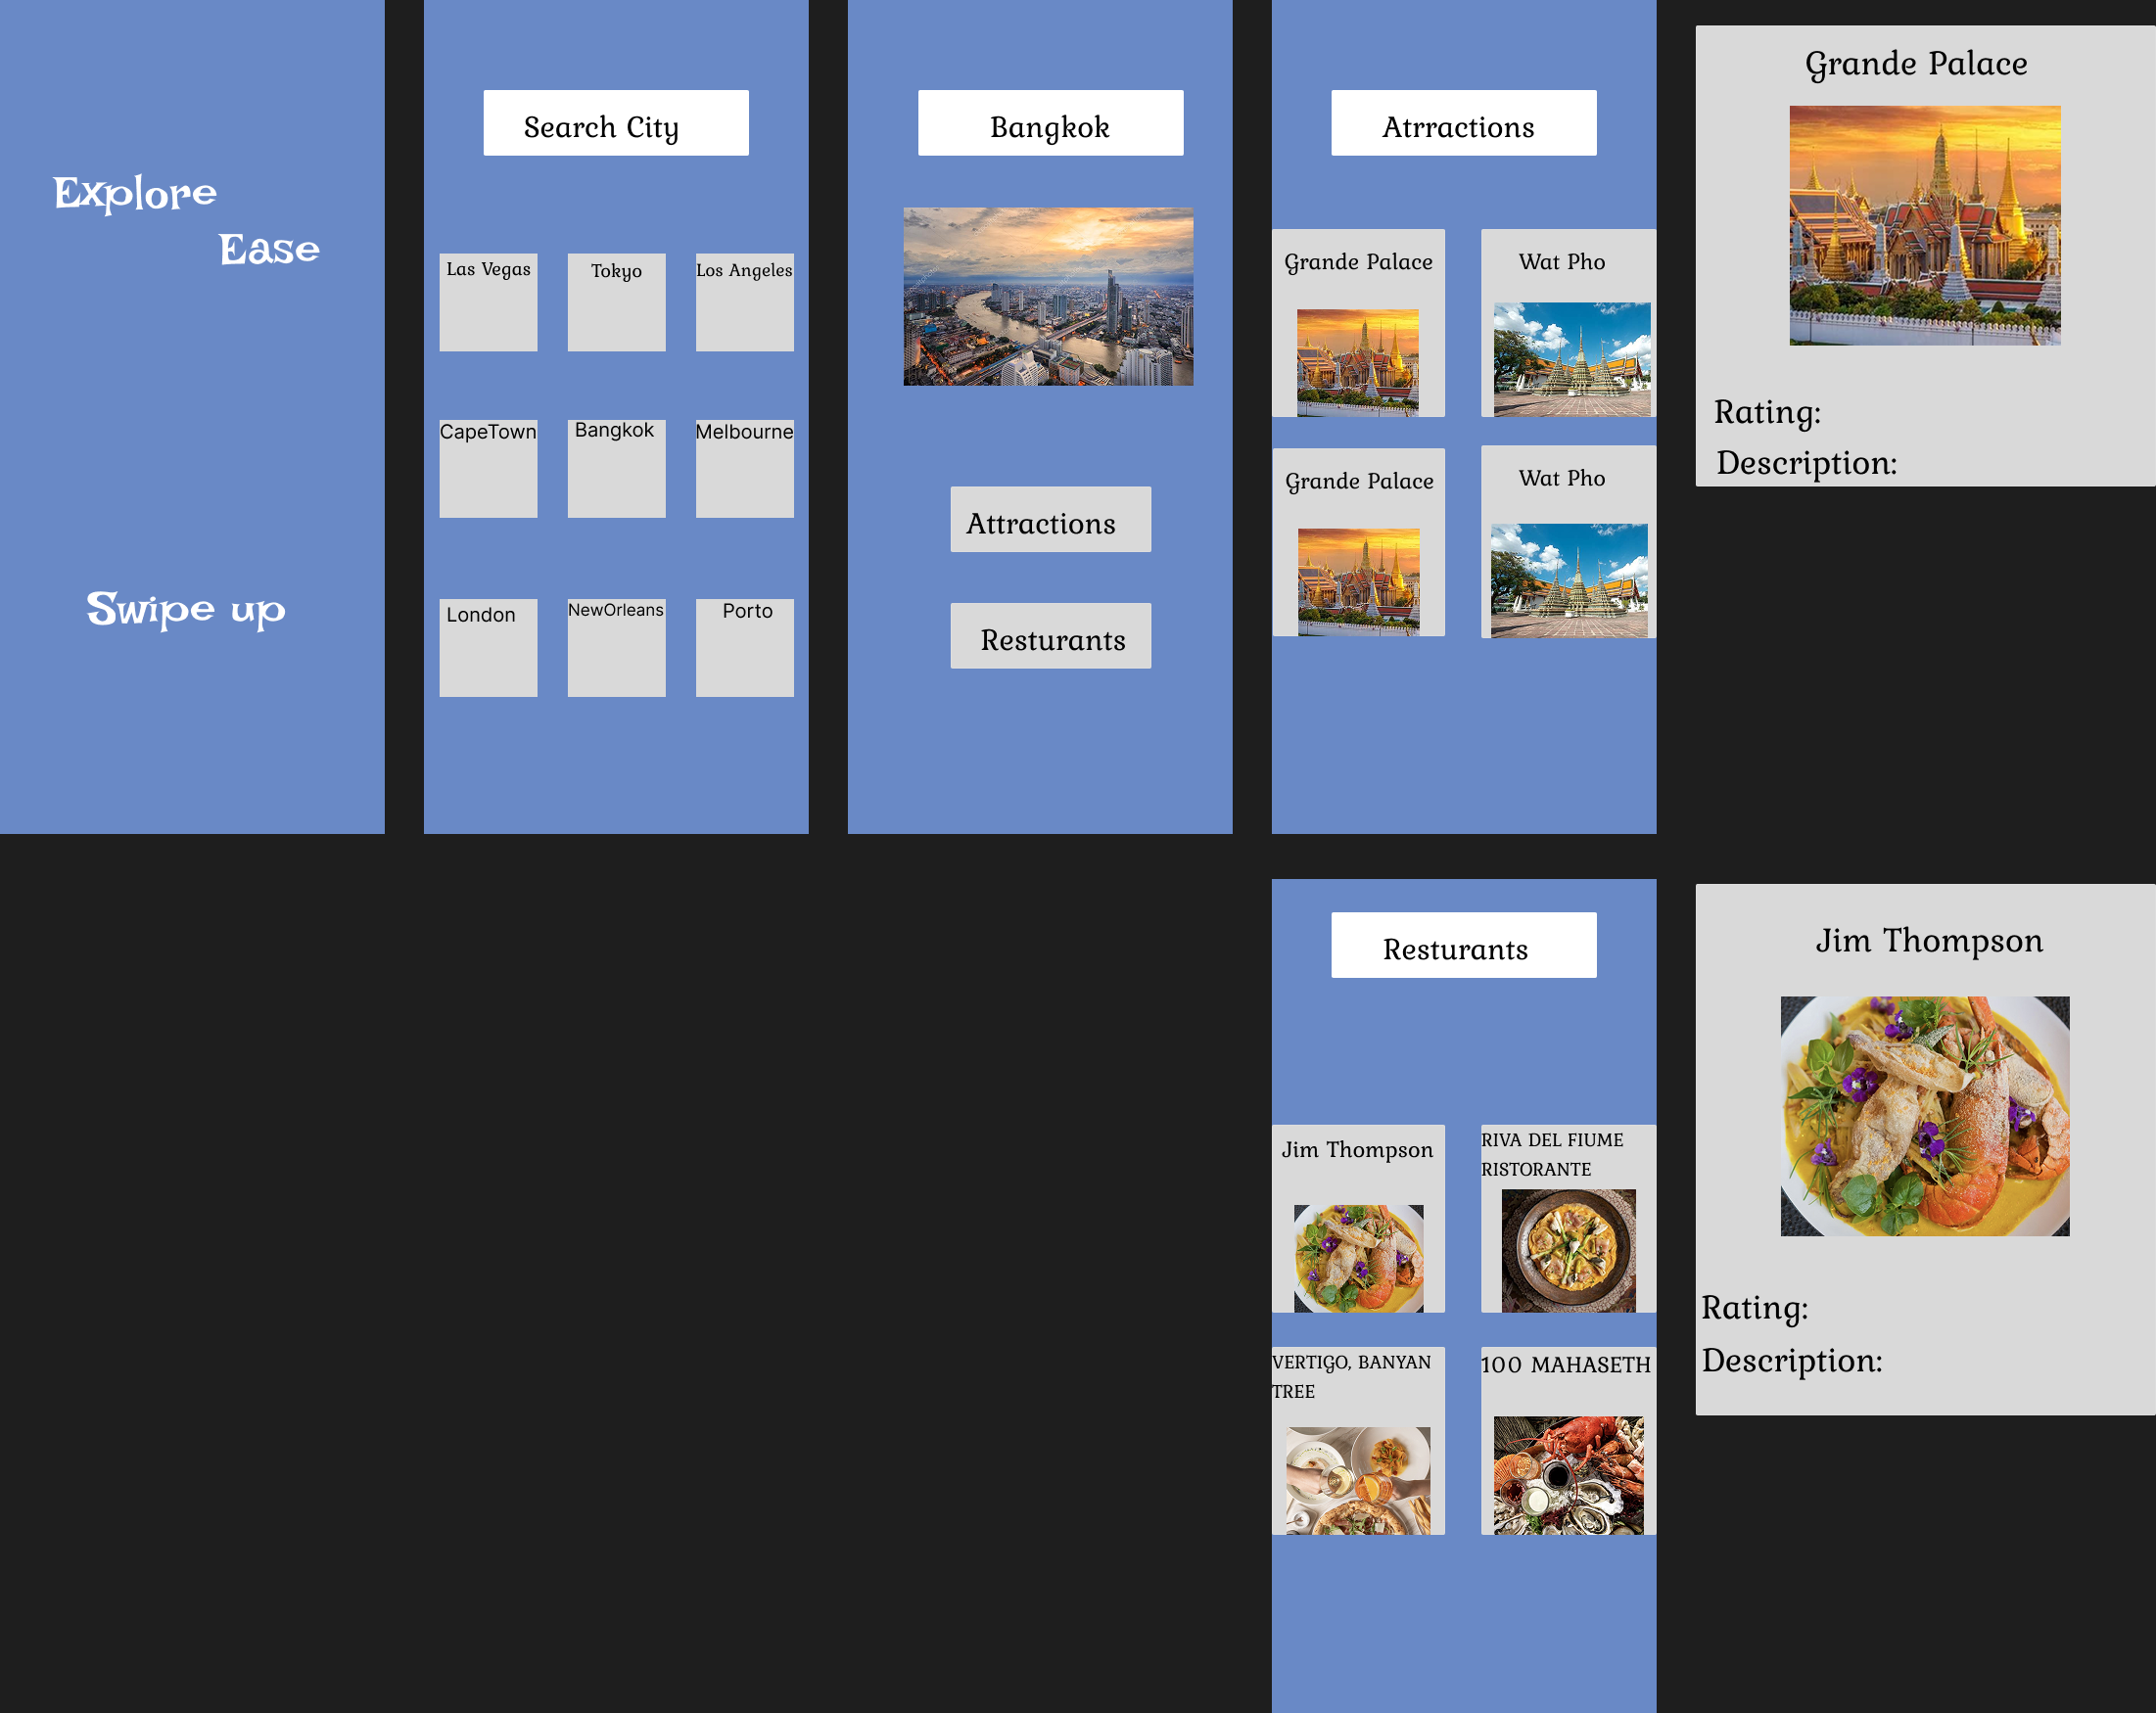 Explore
Ease
Swipe up
Search City
Las Vegas
Tokyo
Los Angeles
CapeTown
Bangkok
Melbourne
London
NewOrleans
Porto
Bangkok
Attractions
Resturants
Atrractions
Grande Palace
Wat Pho
Grande Palace
Wat Pho
Grande Palace
Rating:
Description:
Resturants
Jim Thompson
RIVA DEL FIUME
RISTORANTE
VERTIGO, BANYAN
TREE
100 MAHASETH
Jim Thompson
Rating:
Description: